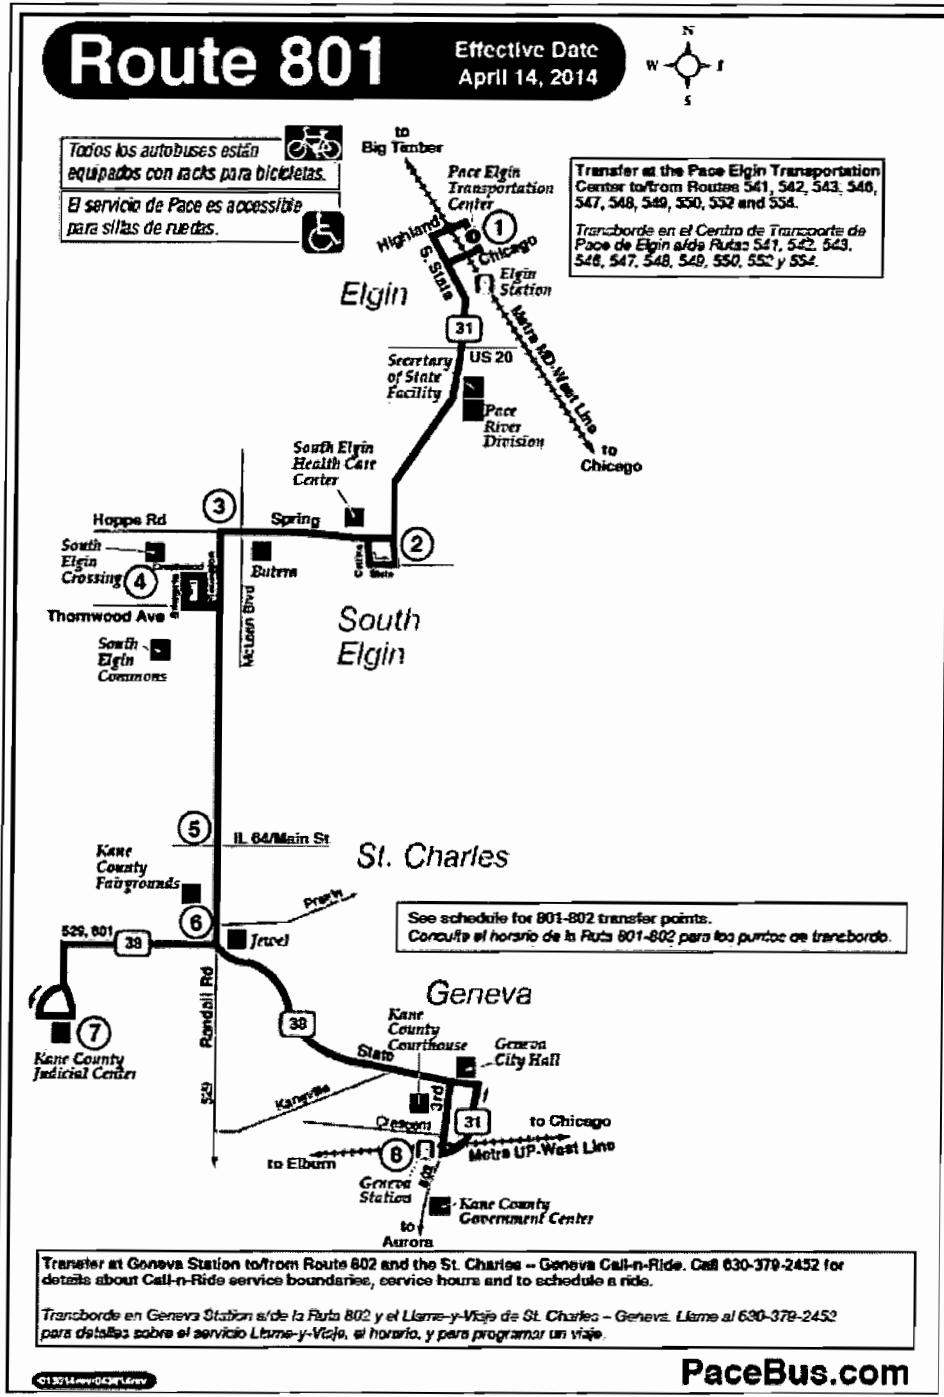 Route 801
Effective Date
April 14, 2014
N
W
S
Todos los autobuses están
equipados con racks para bicicletas.
El servicio de Pace es accessible
para sillas de ruedas.
to
Big Timber
Pace Elgin
Transportation
Center
1
Transfer at the Pace Elgin Transportation
Center to/from Routes 541, 542, 543, 546,
547, 548, 549, 550, 552 and 554.
Transborde en el Centro de Transporte de
Pace de Elgin a/de Rutas 541, 542, 543,
546, 547, 548, 549, 550, 552 y 554.
Highland
Chicago
S. State
Elgin
Station
Elgin
31
US 20
Metra MD-West Line
Secretary
of State
Facility
Pace
River
Division
to
Chicago
South Elgin
Health Care
Center
3
Hopps Rd
Spring
2
South
Elgin
Crossing
4
Butera
State
Thornwood Ave
McLean Blvd
South
Elgin
South
Elgin
Commons
5
IL 64/Main St
Kane
County
Fairgrounds
St. Charles
Prairie
6
Jewel
529, 801
38
See schedule for 801-802 transfer points.
Consulte el horario de la Ruta 801-802 para los puntos de transbordo.
Randall Rd
Geneva
7
Kane County
Judicial Center
38
Kane
County
Courthouse
Geneva
City Hall
State
529
Kaneville
3rd
31
Crescent
to Chicago
to Elburn
8
Metra UP-West Line
Geneva
Station
802
Kane County
Government Center
to
Aurora
Transfer at Geneva Station to/from Route 802 and the St. Charles – Geneva Call-n-Ride. Call 630-379-2452 for
details about Call-n-Ride service boundaries, service hours and to schedule a ride.
Transborde en Geneva Station a/de la Ruta 802 y el Llame-y-Viaje de St. Charles – Geneva. Llame al 630-379-2452
para detalles sobre el servicio Llame-y-Viaje, el horario, y para programar un viaje.
PaceBus.com